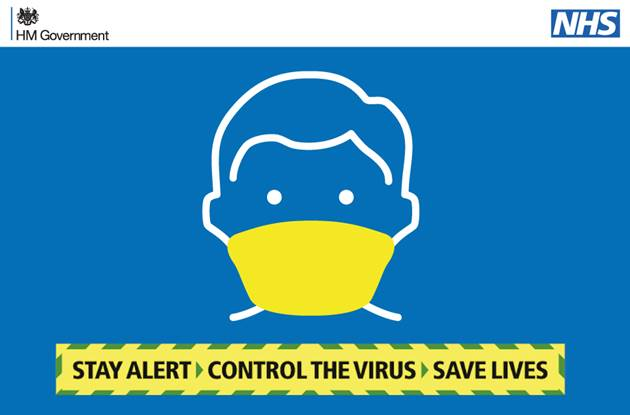 HM Government
NHS
STAY ALERT CONTROL THE VIRUS SAVE LIVES